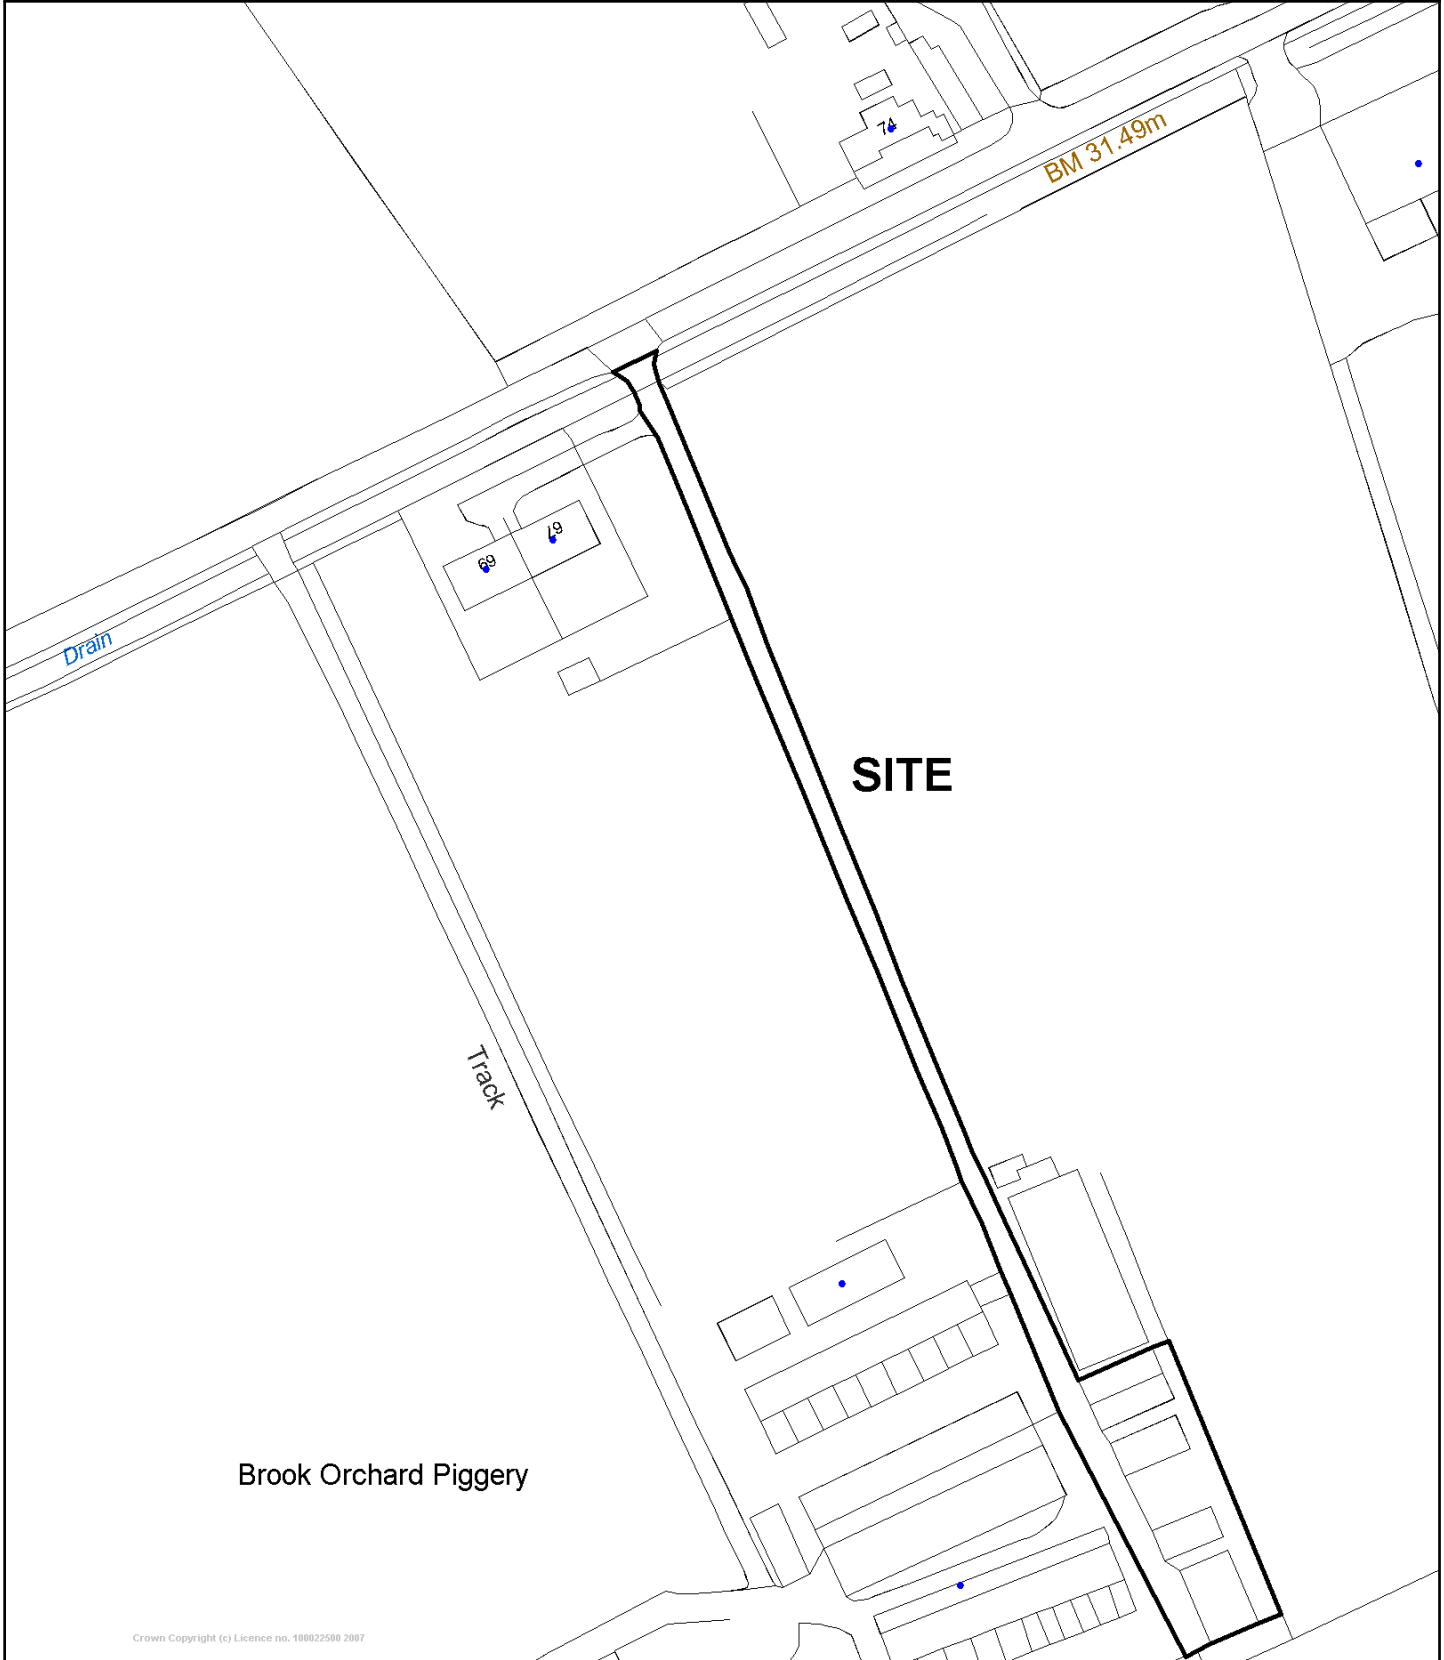 74
BM 31.49m
67
69
Drain
SITE
Track
Brook Orchard Piggery
Crown Copyright (c) Licence no. 100022500 2007